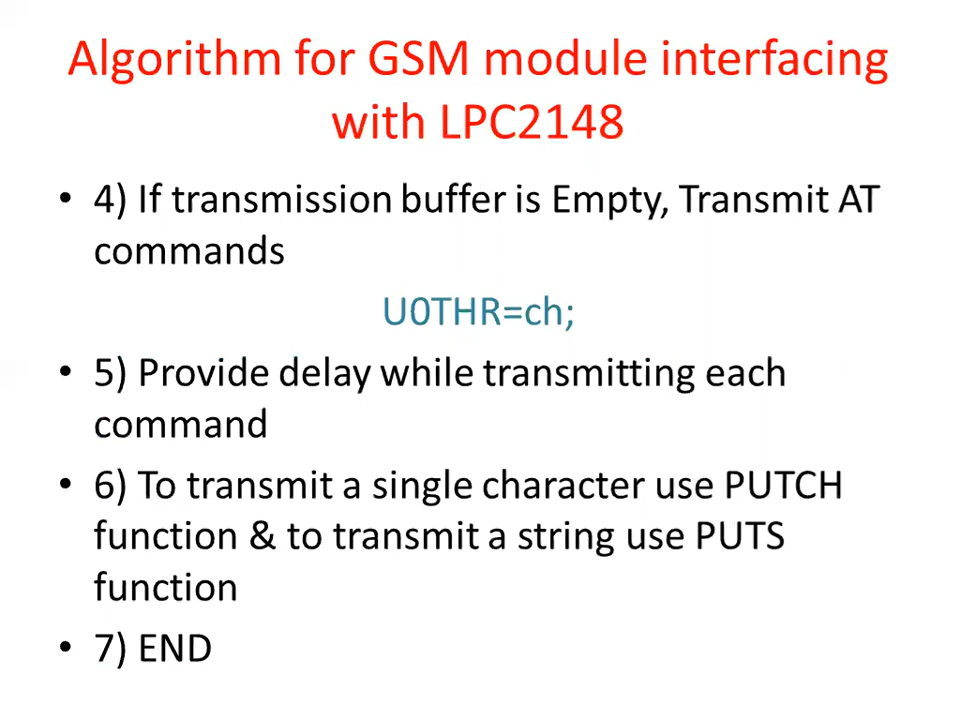 Algorithm for GSM module interfacing
with LPC2148
• 4) If transmission buffer is Empty, Transmit AT
commands
U0THR=ch;
• 5) Provide delay while transmitting each
command
• 6) To transmit a single character use PUTCH
function & to transmit a string use PUTS
function
• 7) END